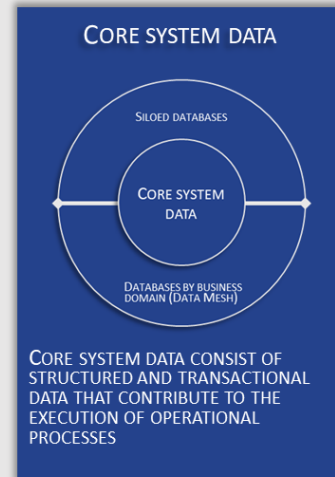 CORE SYSTEM DATA
SILOED DATABASES
CORE SYSTEM
DATA
DATABASES BY BUSINESS
DOMAIN (DATA MESH)
CORE SYSTEM DATA CONSIST OF
STRUCTURED AND TRANSACTIONAL
DATA THAT CONTRIBUTE TO THE
EXECUTION OF OPERATIONAL
PROCESSES